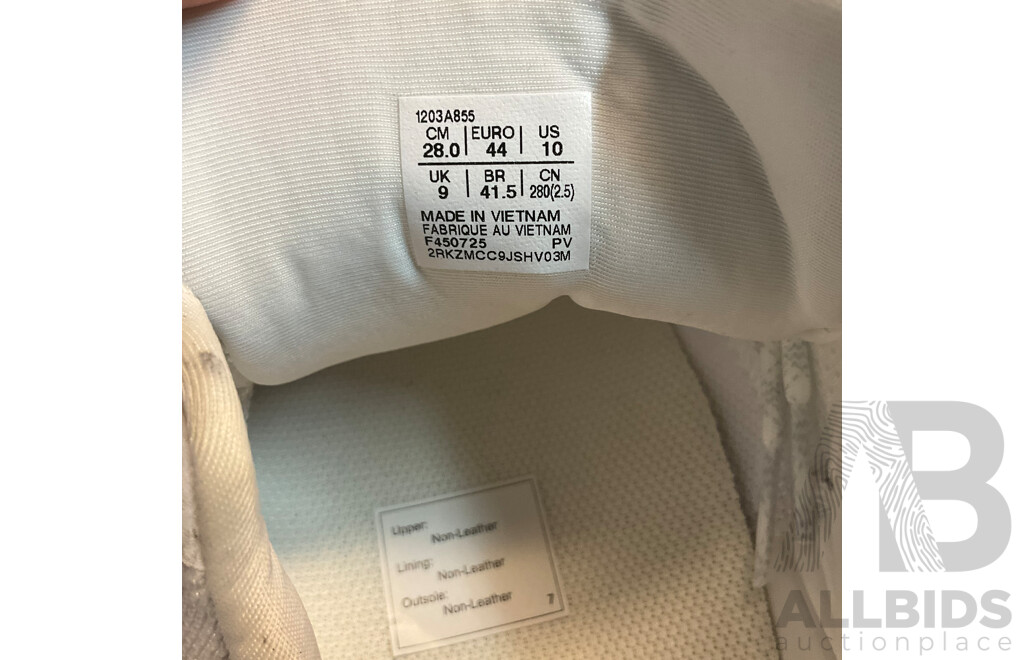 1203A855
CM | EURO | US
28.0 | 44 | 10
UK | BR | CN
9 | 41.5 | 280(2.5)
MADE IN VIETNAM
FABRIQUE AU VIETNAM
F450725 PV
2RKZMCC9JSHV03M
Upper:
Non-Leather
Lining:
Non-Leather
Outsole:
Non-Leather 7
AB
ALLBIDS
auctionplace